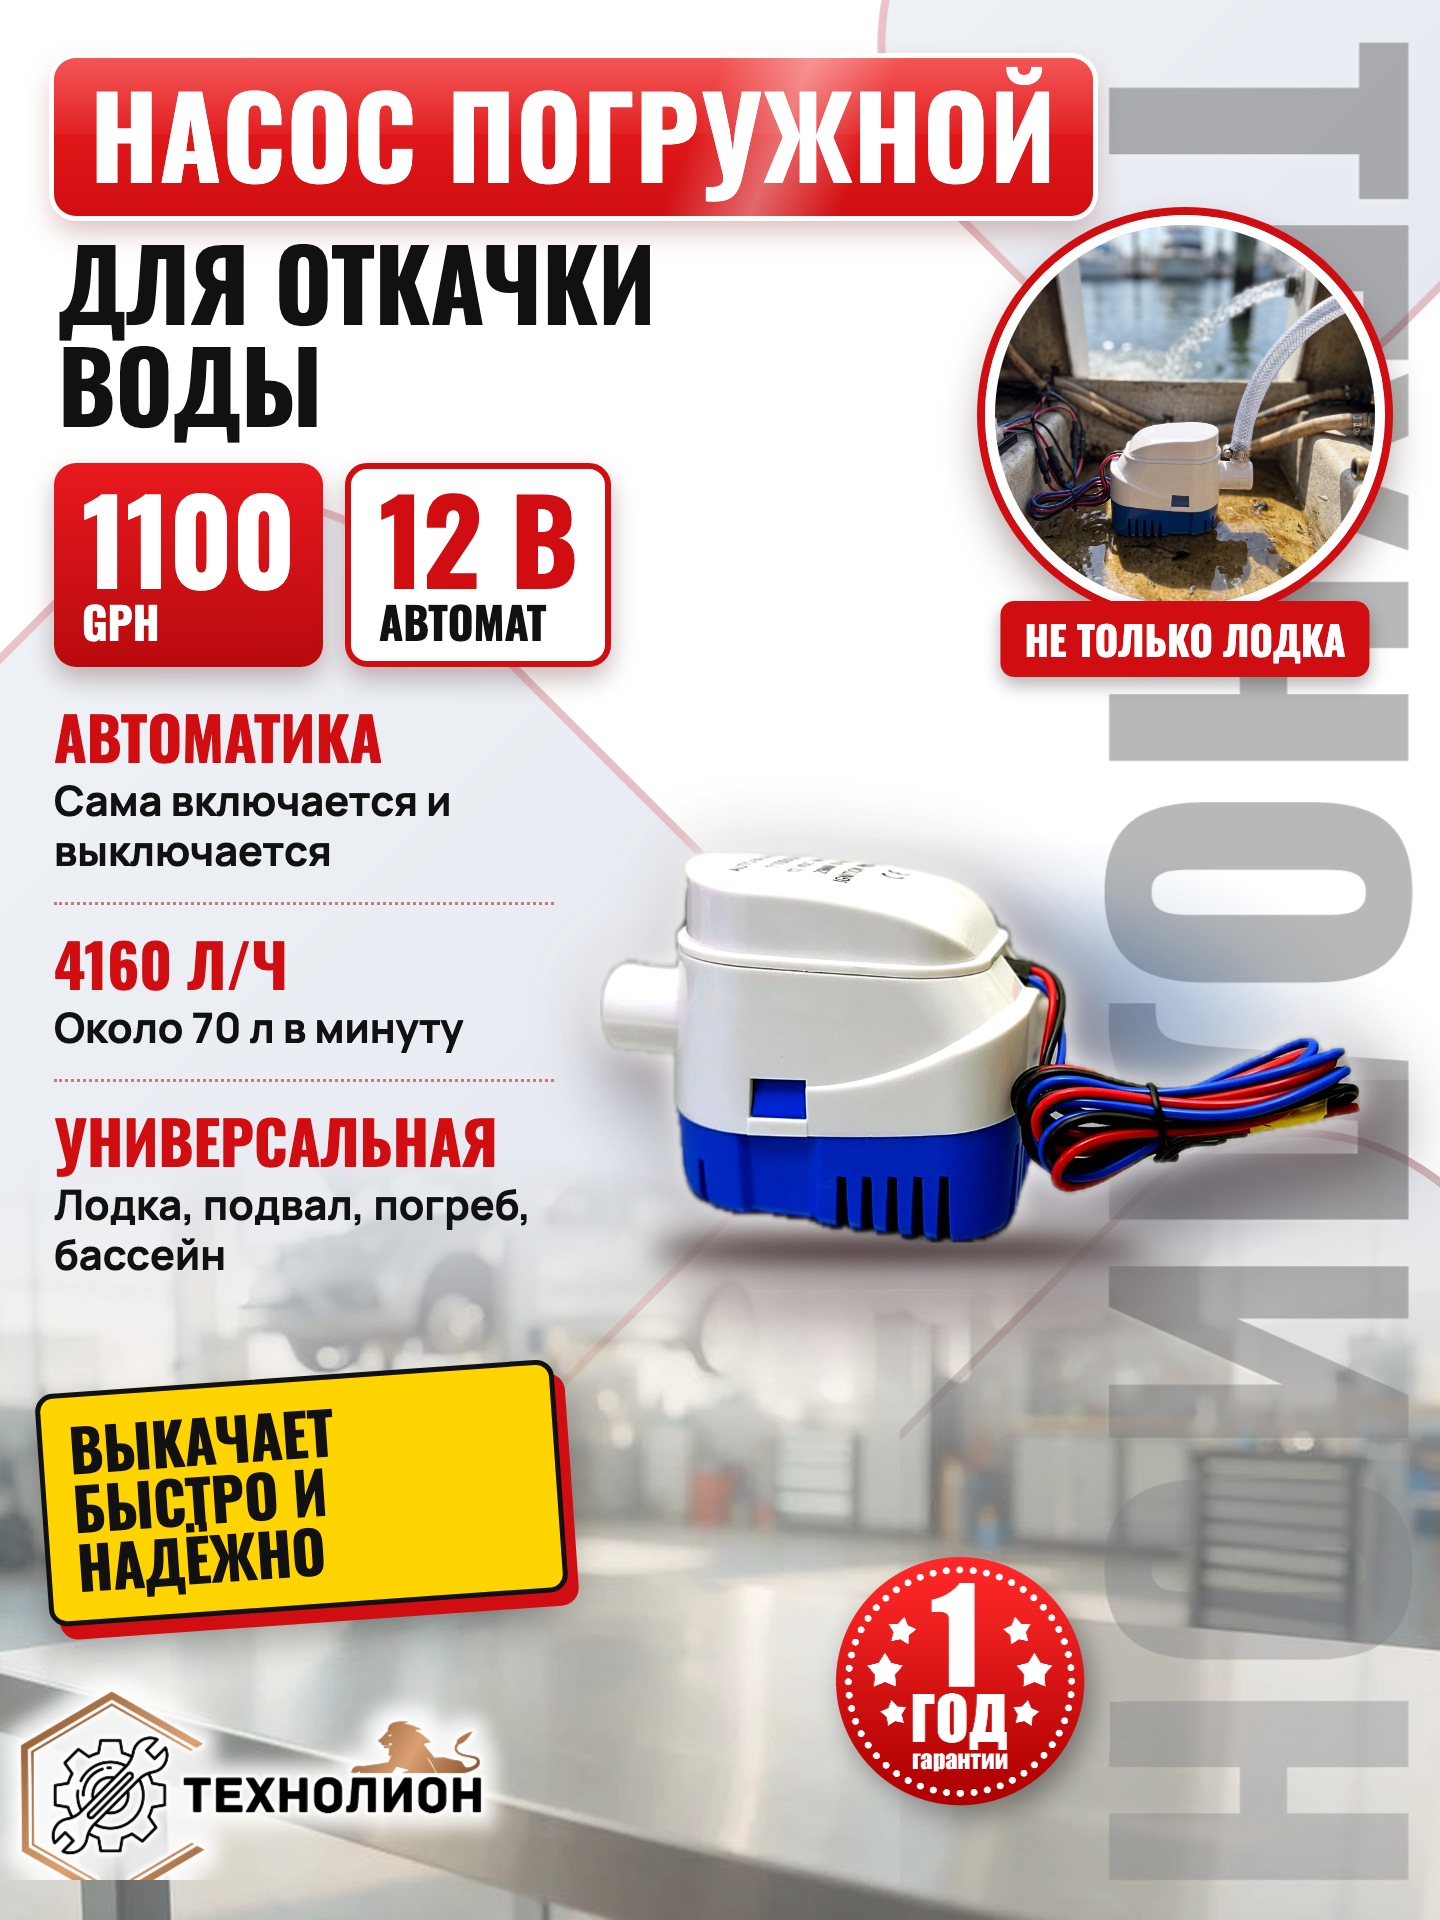 НАСОС ПОГРУЖНОЙ
ДЛЯ ОТКАЧКИ
ВОДЫ
1100
GPH
12 В
АВТОМАТ
НЕ ТОЛЬКО ЛОДКА
АВТОМАТИКА
Сама включается и
выключается
4160 Л/Ч
Около 70 л в минуту
УНИВЕРСАЛЬНАЯ
Лодка, подвал, погреб,
бассейн
ВЫКАЧАЕТ
БЫСТРО И
НАДЁЖНО
ТЕХНОЛИОН
1
ГОД
гарантии
CE